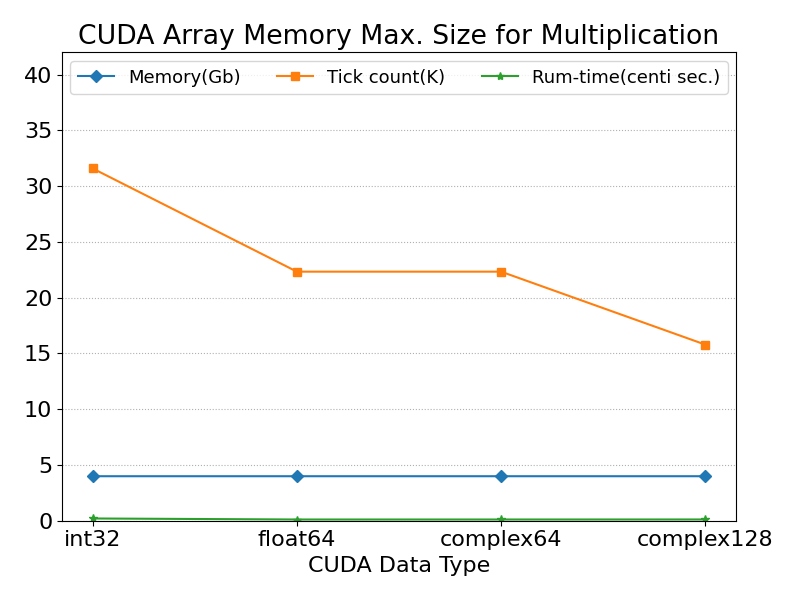 CUDA Array Memory Max. Size for Multiplication
Memory(Gb) Tick count(K) Rum-time(centi sec.)
40
35
30
25
20
15
10
5
0
int32 float64 complex64 complex128
CUDA Data Type